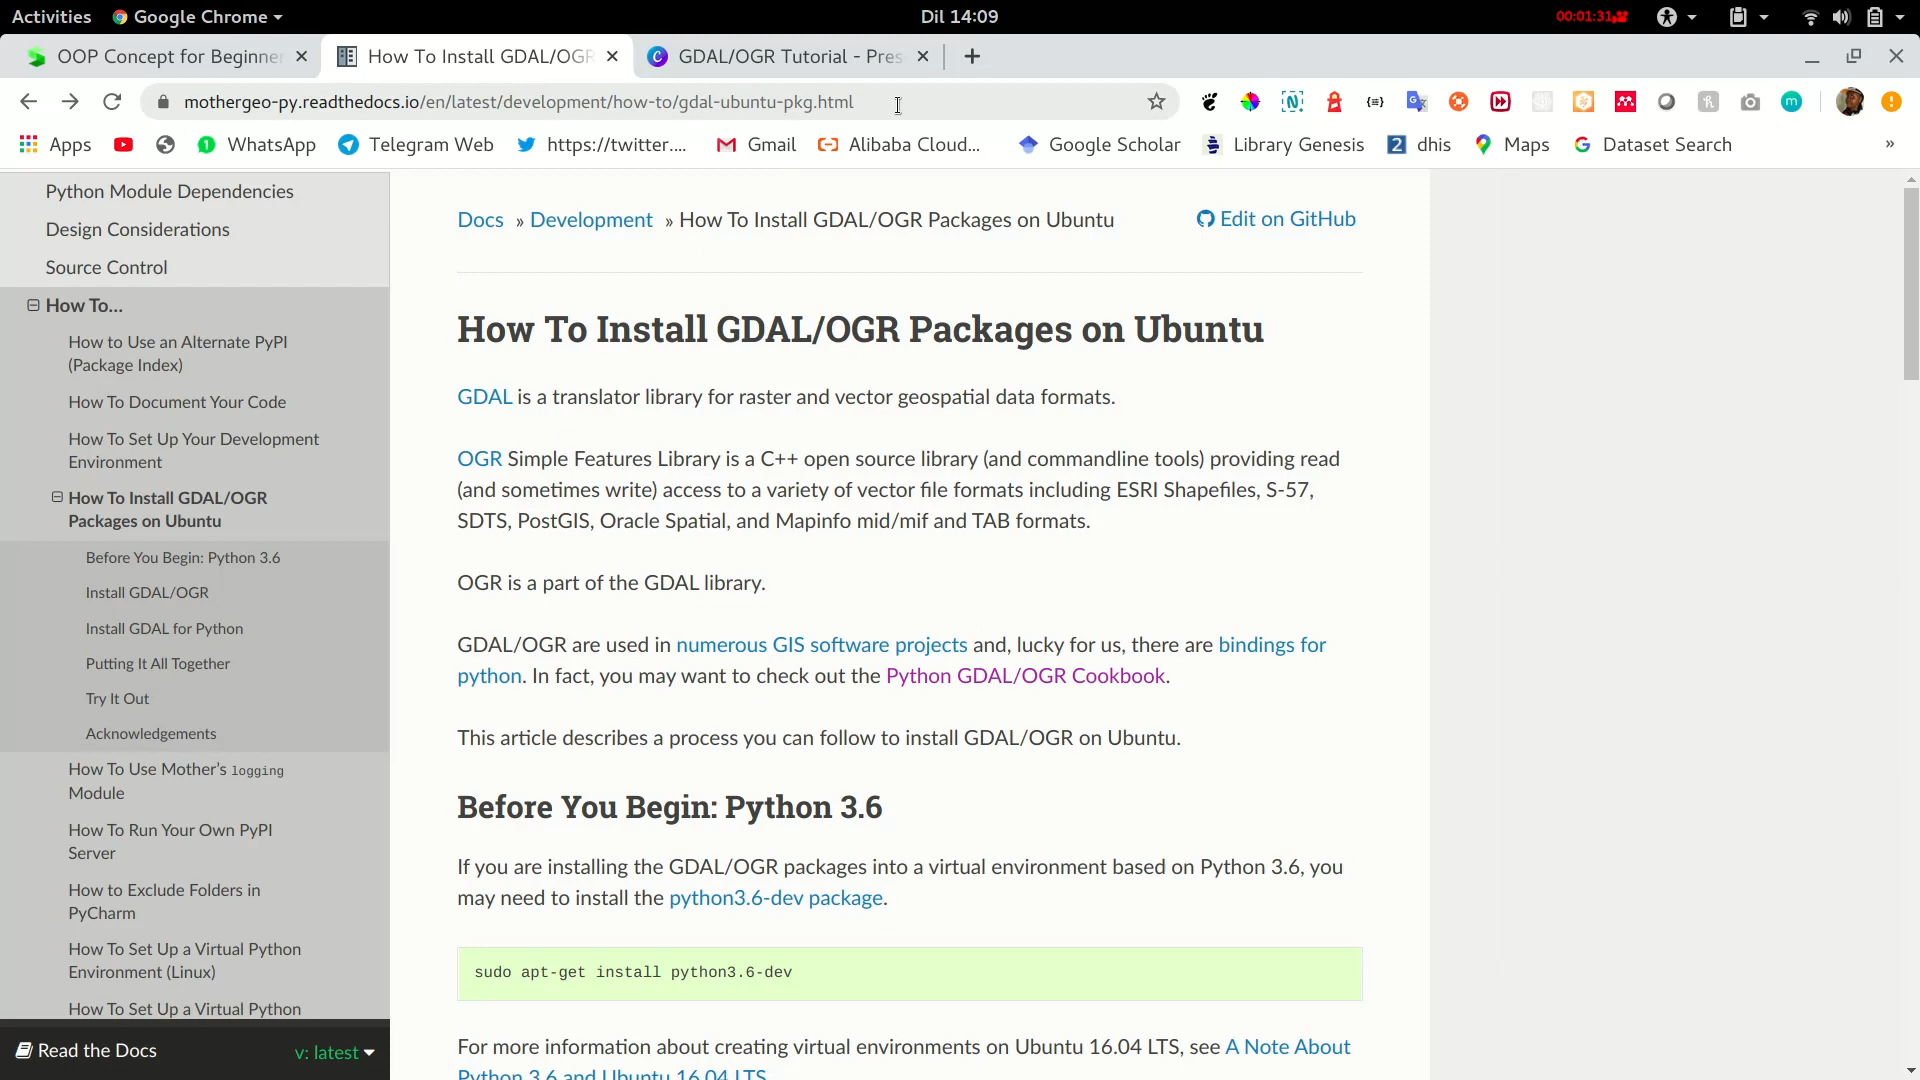 Activities Google Chrome Dil 14:09 00:01:31
OOP Concept for Beginner How To Install GDAL/OGR GDAL/OGR Tutorial - Pres
mothergeo-py.readthedocs.io/en/latest/development/how-to/gdal-ubuntu-pkg.html
Apps WhatsApp Telegram Web https://twitter.... Gmail Alibaba Cloud... Google Scholar Library Genesis 2 dhis Maps Dataset Search »
Python Module Dependencies
Design Considerations
Source Control
How To...
How to Use an Alternate PyPI
(Package Index)
How To Document Your Code
How To Set Up Your Development
Environment
How To Install GDAL/OGR
Packages on Ubuntu
Before You Begin: Python 3.6
Install GDAL/OGR
Install GDAL for Python
Putting It All Together
Try It Out
Acknowledgements
How To Use Mother's logging
Module
How To Run Your Own PyPI
Server
How to Exclude Folders in
PyCharm
How To Set Up a Virtual Python
Environment (Linux)
How To Set Up a Virtual Python
Read the Docs v: latest
Docs » Development » How To Install GDAL/OGR Packages on Ubuntu Edit on GitHub
How To Install GDAL/OGR Packages on Ubuntu
GDAL is a translator library for raster and vector geospatial data formats.
OGR Simple Features Library is a C++ open source library (and commandline tools) providing read
(and sometimes write) access to a variety of vector file formats including ESRI Shapefiles, S-57,
SDTS, PostGIS, Oracle Spatial, and Mapinfo mid/mif and TAB formats.
OGR is a part of the GDAL library.
GDAL/OGR are used in numerous GIS software projects and, lucky for us, there are bindings for
python. In fact, you may want to check out the Python GDAL/OGR Cookbook.
This article describes a process you can follow to install GDAL/OGR on Ubuntu.
Before You Begin: Python 3.6
If you are installing the GDAL/OGR packages into a virtual environment based on Python 3.6, you
may need to install the python3.6-dev package.
sudo apt-get install python3.6-dev
For more information about creating virtual environments on Ubuntu 16.04 LTS, see A Note About
Python 3.6 and Ubuntu 16.04 LTS